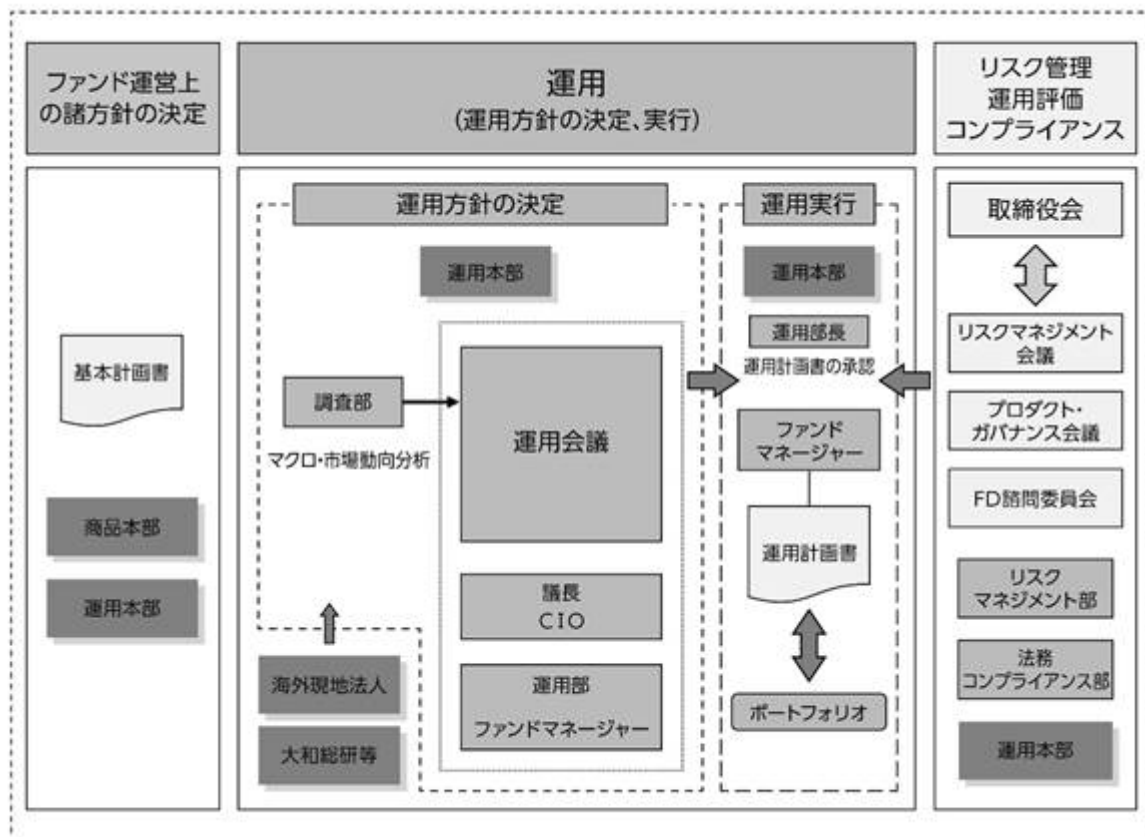 ファンド運営上
の諸方針の決定
運用
(運用方針の決定、実行)
リスク管理
運用評価
コンプライアンス
基本計画書
商品本部
運用本部
運用方針の決定
運用本部
調査部
マクロ・市場動向分析
運用会議
議長
CIO
運用部
ファンドマネージャー
海外現地法人
大和総研等
運用実行
運用本部
運用部長
運用計画書の承認
ファンド
マネージャー
運用計画書
ポートフォリオ
取締役会
リスクマネジメント
会議
プロダクト・
ガバナンス会議
FD諮問委員会
リスク
マネジメント部
法務
コンプライアンス部
運用本部